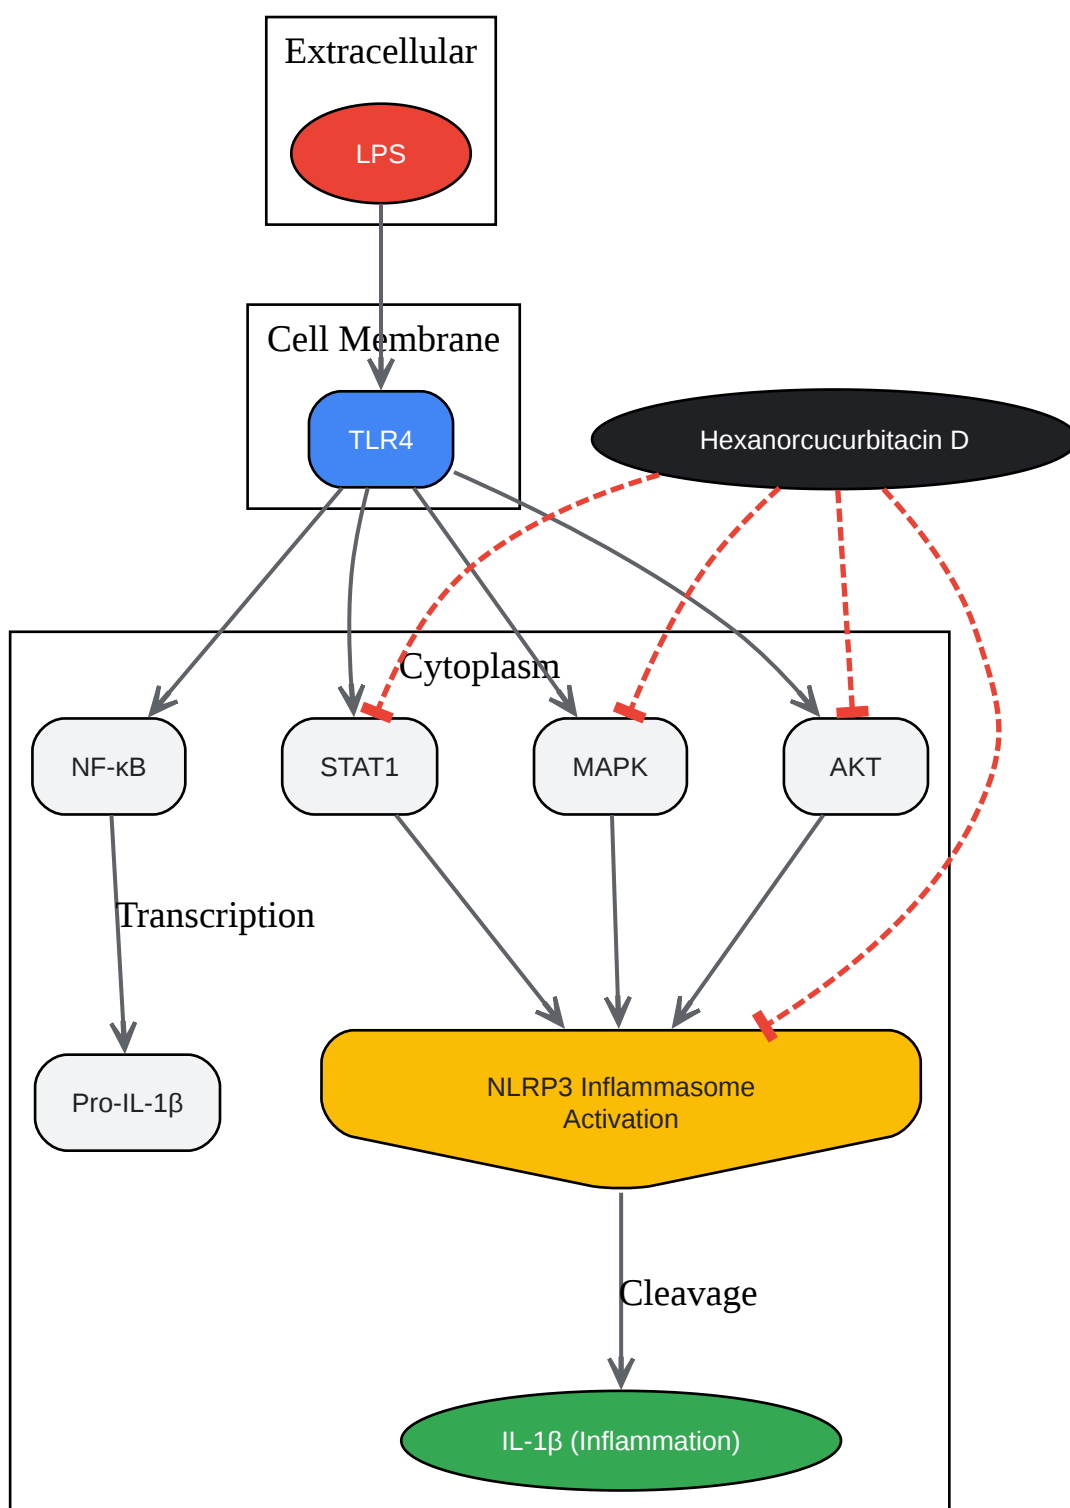 Extracellular
LPS
Cell Membrane
TLR4
Hexanorcucurbitacin D
Cytoplasm
NF-κB
STAT1
MAPK
AKT
Transcription
Pro-IL-1β
NLRP3 Inflammasome
Activation
Cleavage
IL-1β (Inflammation)